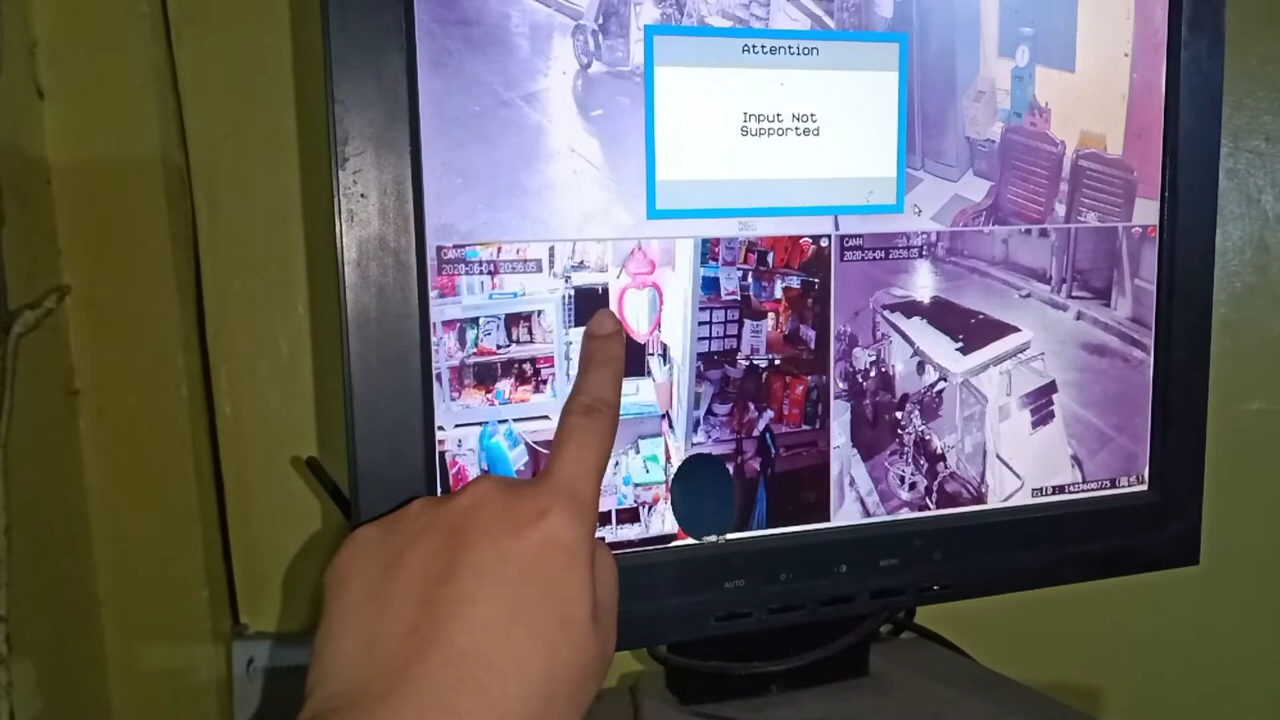 Attention
Input Not
Supported
CAM3
2020-06-04 20:56:05
CAM4
2020-06-04 20:56:05
AUTO
MENU